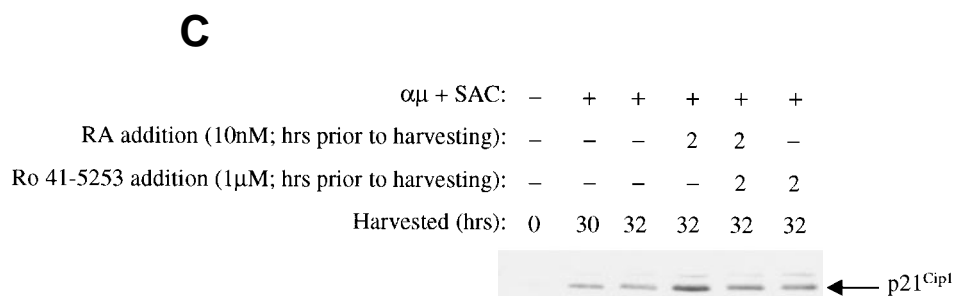 C
αμ + SAC: – + + + + +
RA addition (10nM; hrs prior to harvesting): – – – 2 2 –
Ro 41-5253 addition (1μM; hrs prior to harvesting): – – – – 2 2
Harvested (hrs): 0 30 32 32 32 32
p21Cip1